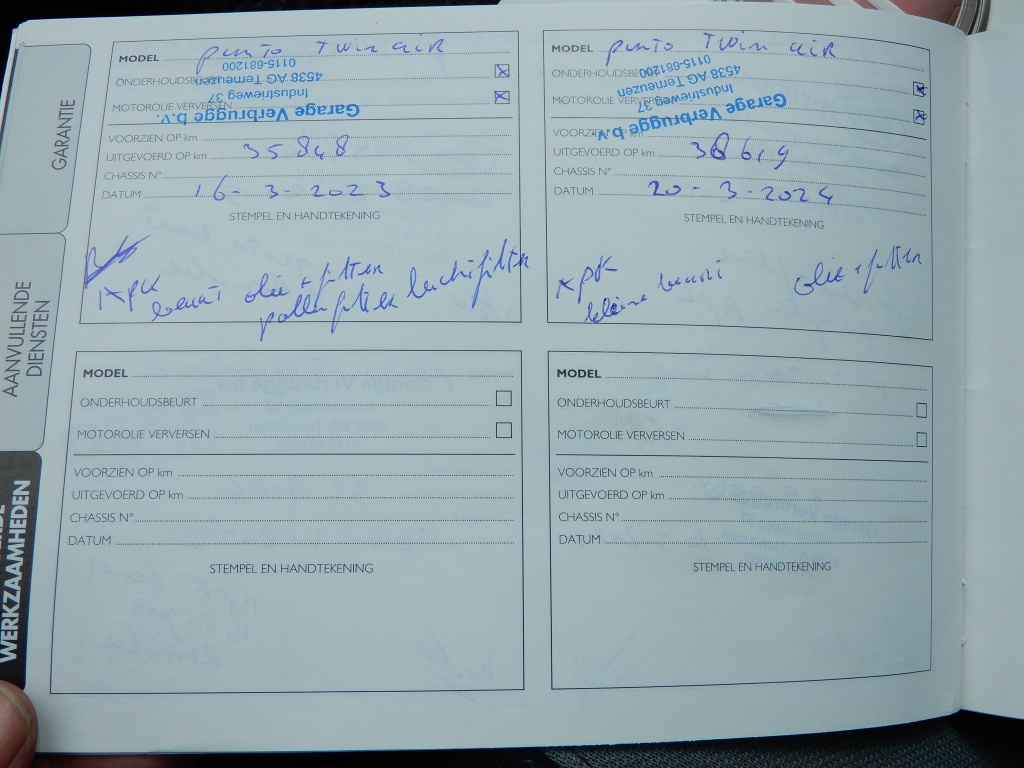 GARANTIE
AANVULLENDE
DIENSTEN
WERKZAAMHEDEN
MODEL punto Twin aiR
ONDERHOUDSBEURT
MOTOROLIE VERVERSEN
Garage Verbrugge b.v.
Industrieweg 37
4538 AG Terneuzen
0115-681200
VOORZIEN OP km
UITGEVOERD OP km 35848
CHASSIS N°
DATUM 16-3-2023
STEMPEL EN HANDTEKENING
APK
beurt olie + filter
pollenfilter luchtfilter
MODEL punto Twin aiR
ONDERHOUDSBEURT
MOTOROLIE VERVERSEN
Garage Verbrugge b.v.
Industrieweg 37
4538 AG Terneuzen
0115-681200
VOORZIEN OP km
UITGEVOERD OP km 38619
CHASSIS N°
DATUM 20-3-2024
STEMPEL EN HANDTEKENING
APK
kleine beurt olie + filter
MODEL
ONDERHOUDSBEURT
MOTOROLIE VERVERSEN
VOORZIEN OP km
UITGEVOERD OP km
CHASSIS N°
DATUM
STEMPEL EN HANDTEKENING
MODEL
ONDERHOUDSBEURT
MOTOROLIE VERVERSEN
VOORZIEN OP km
UITGEVOERD OP km
CHASSIS N°
DATUM
STEMPEL EN HANDTEKENING